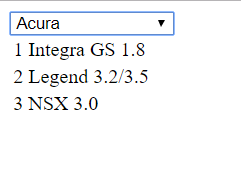 Acura
1 Integra GS 1.8
2 Legend 3.2/3.5
3 NSX 3.0